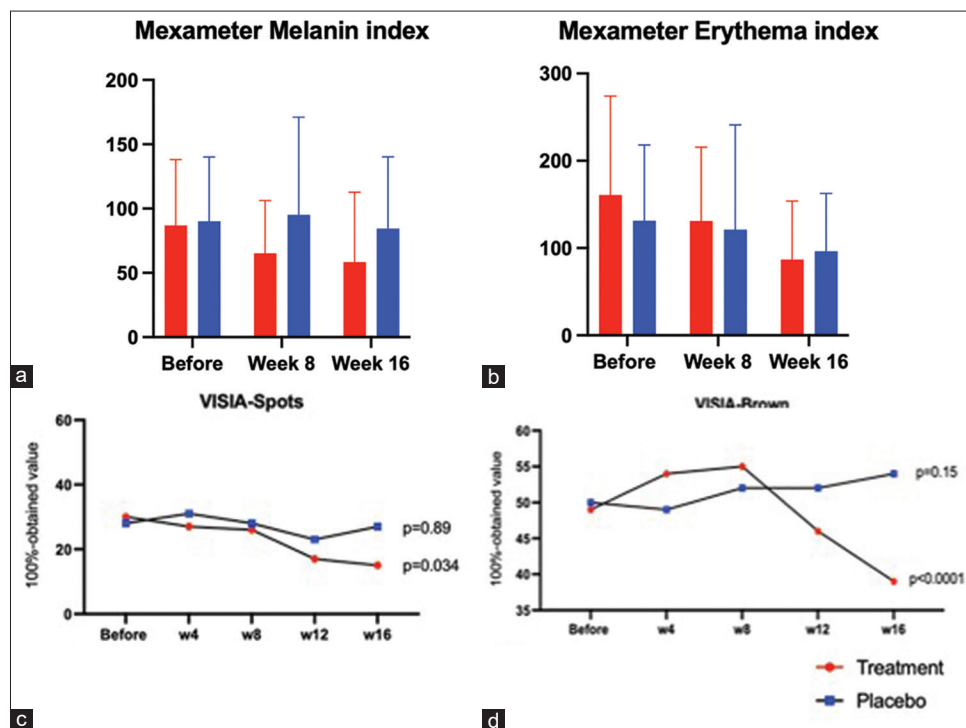 Mexameter Melanin index
200
150
100
50
0
Before Week 8 Week 16
a
Mexameter Erythema index
300
200
100
0
Before Week 8 Week 16
b
VISIA-Spots
100%-obtained value
60
40
20
0
p=0.89
p=0.034
Before w4 w8 w12 w16
c
VISIA-Brown
100%-obtained value
60
55
50
45
40
35
p=0.15
p<0.0001
Before w4 w8 w12 w16
Treatment
Placebo
d